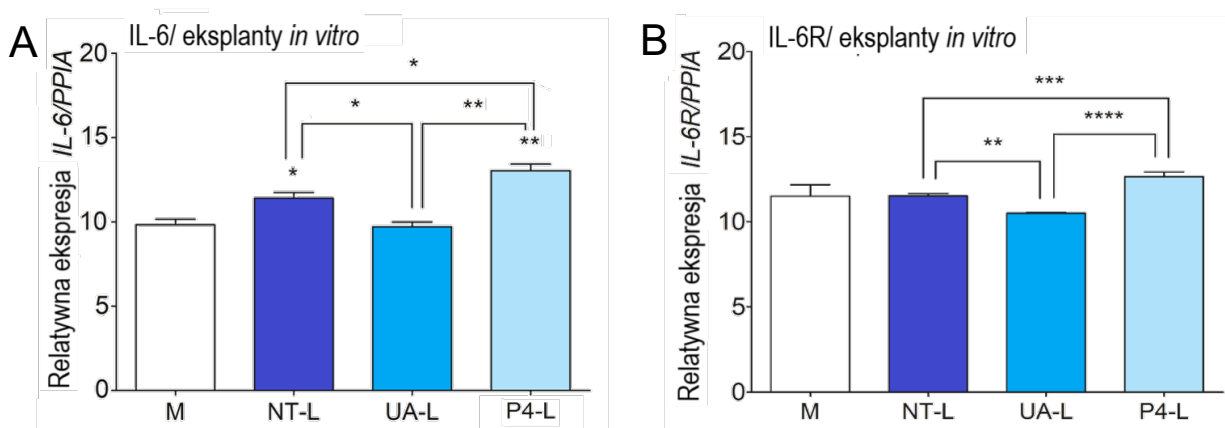 A
IL-6/ eksplanty in vitro
Relatywna ekspresja IL-6/PPIA
20
15
10
5
0
*
*
**
*
**
M
NT-L
UA-L
P4-L
B
IL-6R/ eksplanty in vitro
Relatywna ekspresja IL-6R/PPIA
20
15
10
5
0
***
**
****
M
NT-L
UA-L
P4-L